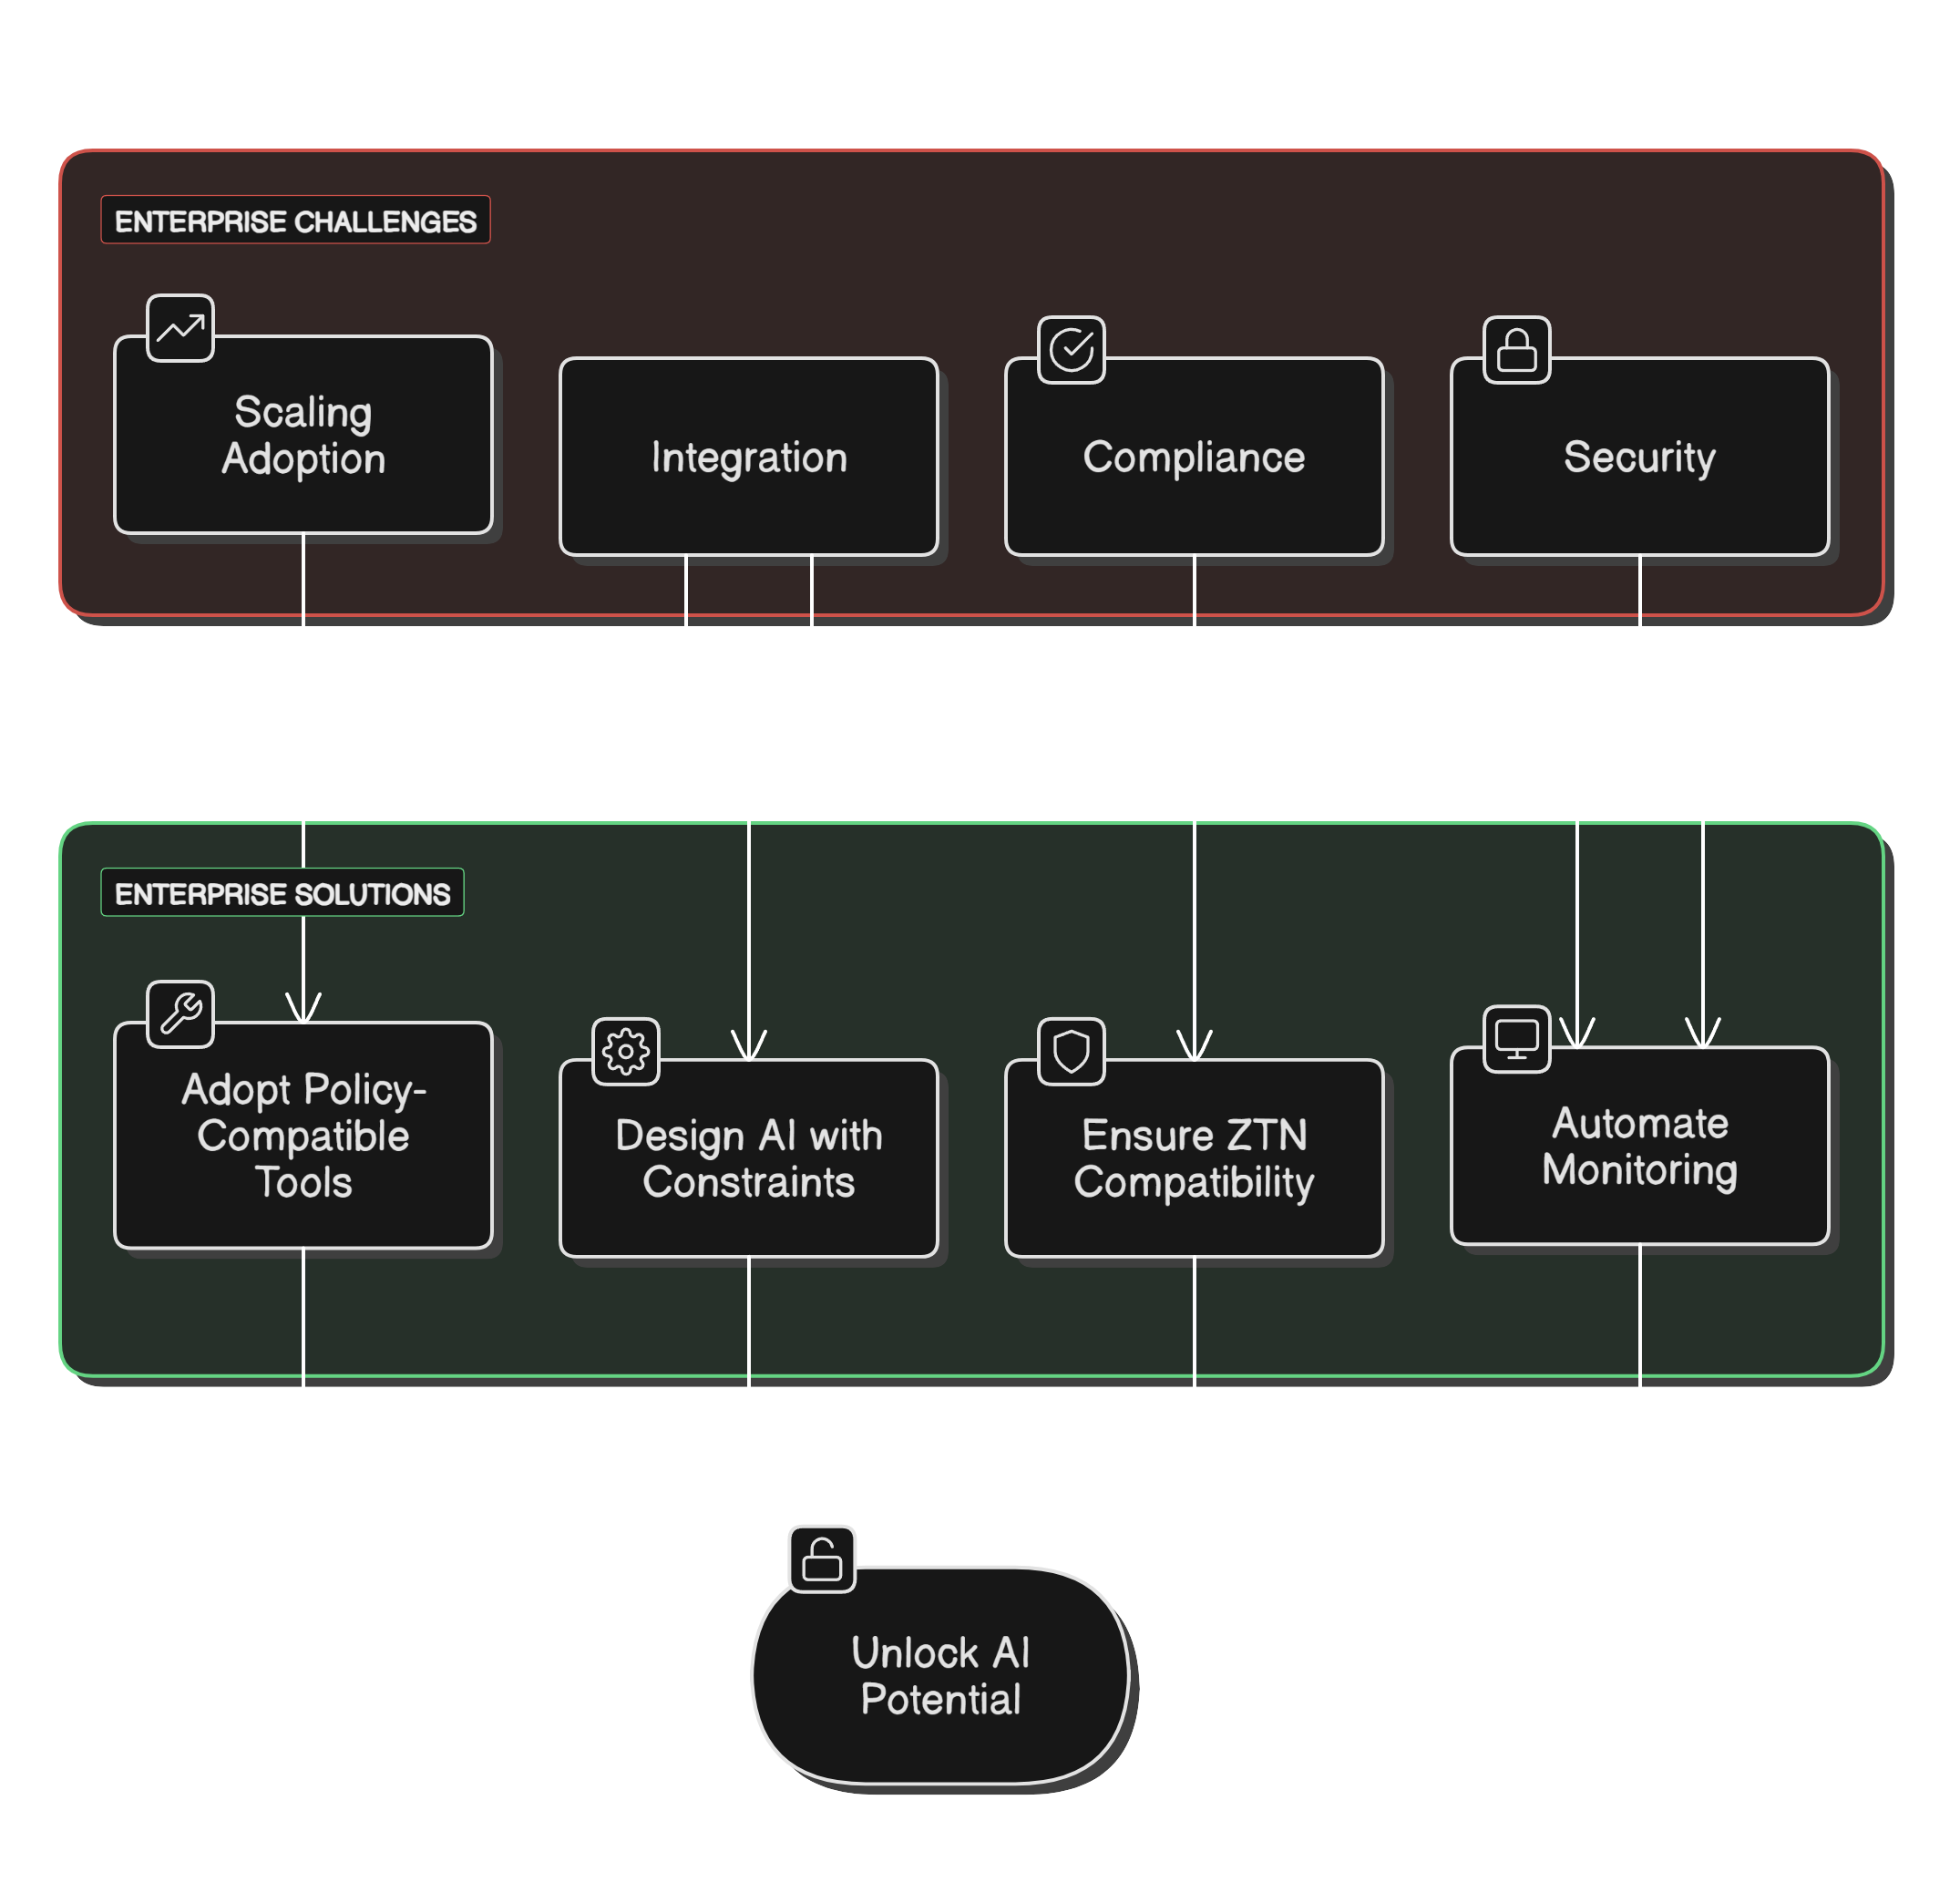 ENTERPRISE CHALLENGES
Scaling
Adoption
Integration
Compliance
Security
ENTERPRISE SOLUTIONS
Adopt Policy-
Compatible
Tools
Design AI with
Constraints
Ensure ZTN
Compatibility
Automate
Monitoring
Unlock AI
Potential